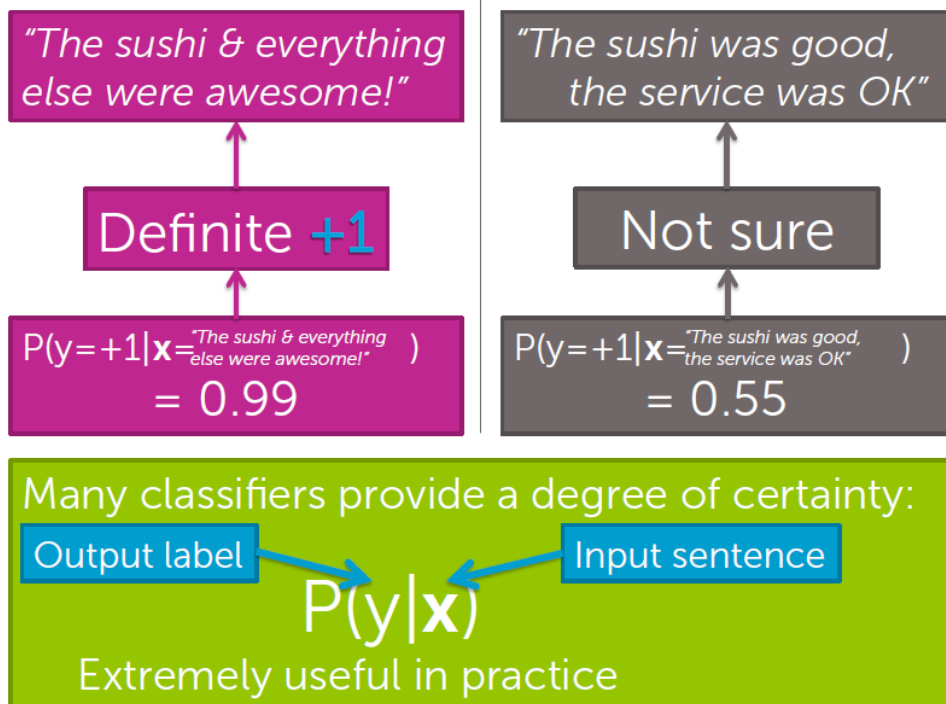 "The sushi & everything
else were awesome!"
Definite +1
P(y=+1|x="The sushi & everything
else were awesome!" )
= 0.99
"The sushi was good,
the service was OK"
Not sure
P(y=+1|x="The sushi was good,
the service was OK" )
= 0.55
Many classifiers provide a degree of certainty:
Output label
Input sentence
P(y|x)
Extremely useful in practice